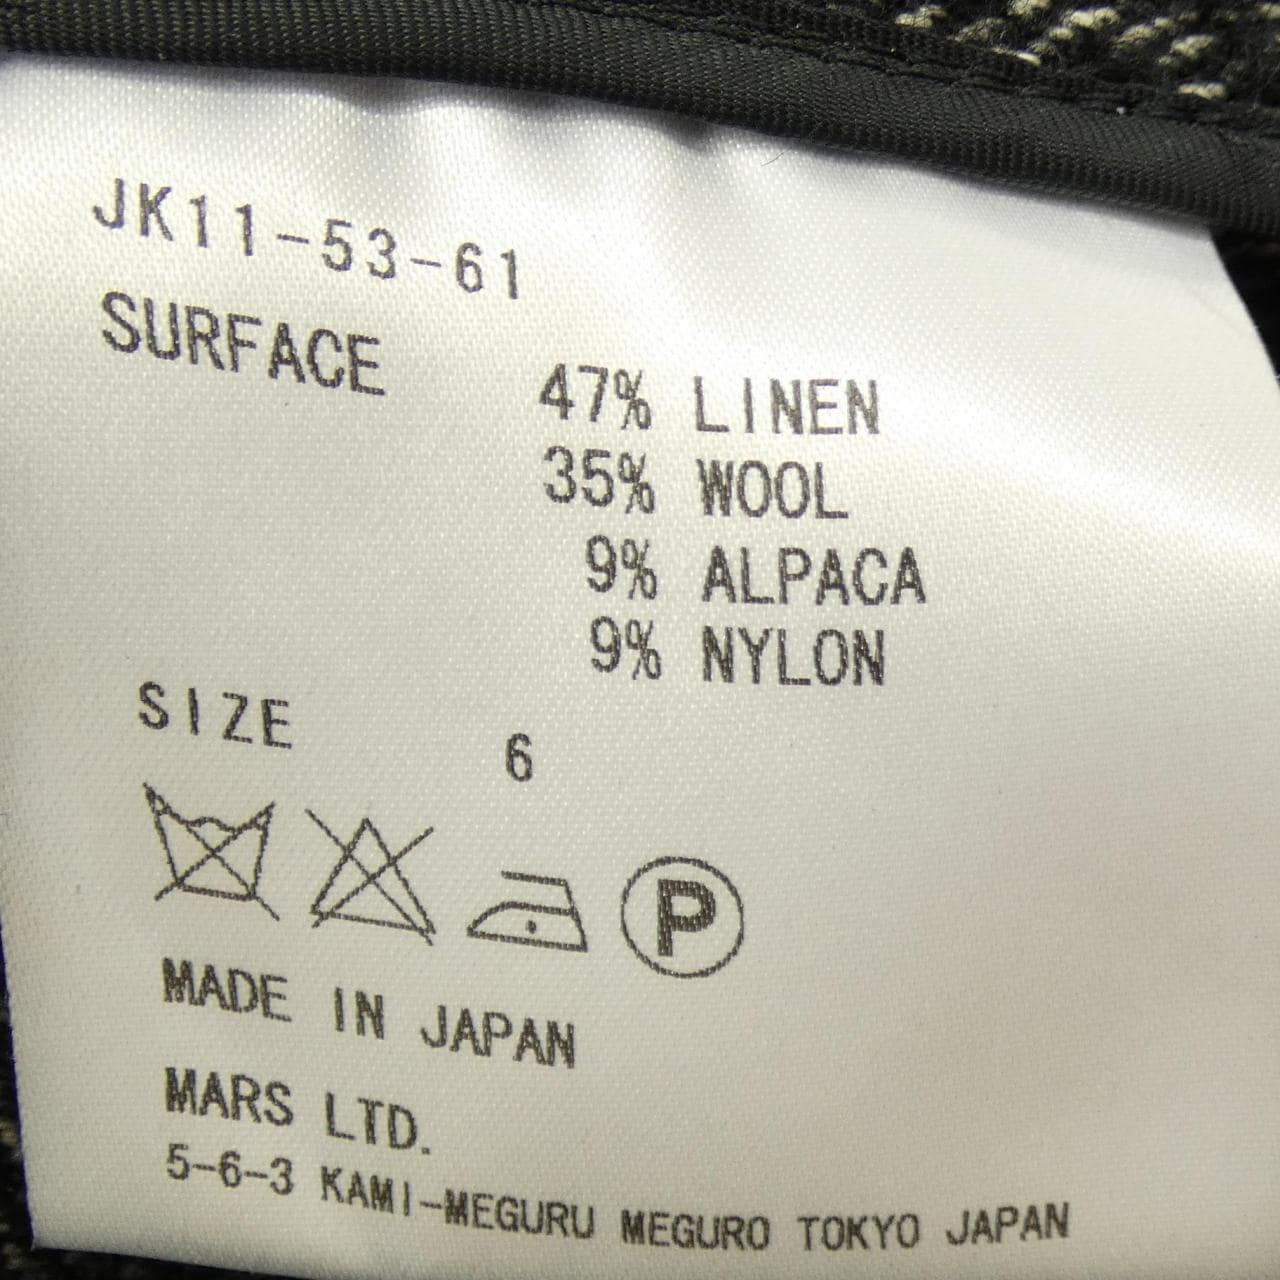 JK11-53-61
SURFACE
47% LINEN
35% WOOL
9% ALPACA
9% NYLON
SIZE 6
P
MADE IN JAPAN
MARS LTD.
5-6-3 KAMI-MEGURU MEGURO TOKYO JAPAN